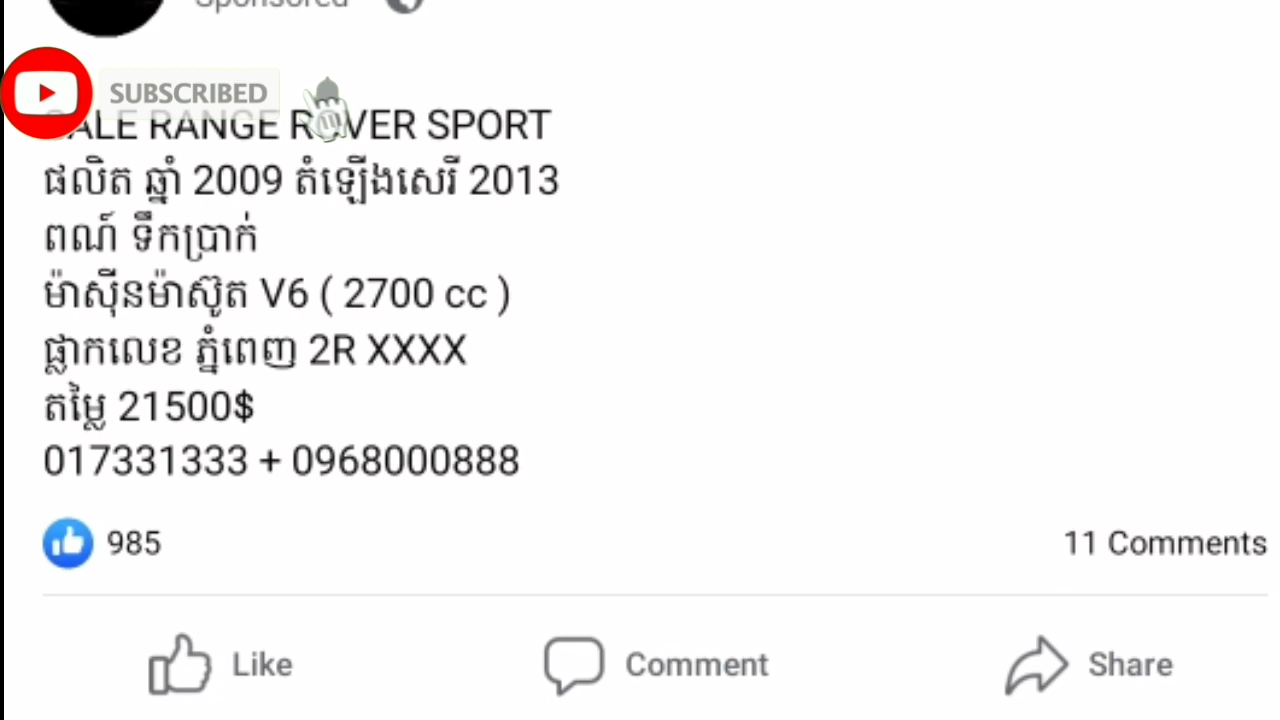 Sponsored
SUBSCRIBED
SALE RANGE ROVER SPORT
ផលិត ឆ្នាំ 2009 តំឡើងសេរី 2013
ពណ៍ ទឹកប្រាក់
ម៉ាស៊ីនម៉ាស៊ូត V6 ( 2700 cc )
ផ្លាកលេខ ភ្នំពេញ 2R XXXX
តម្លៃ 21500$
017331333 + 0968000888
985
11 Comments
Like
Comment
Share